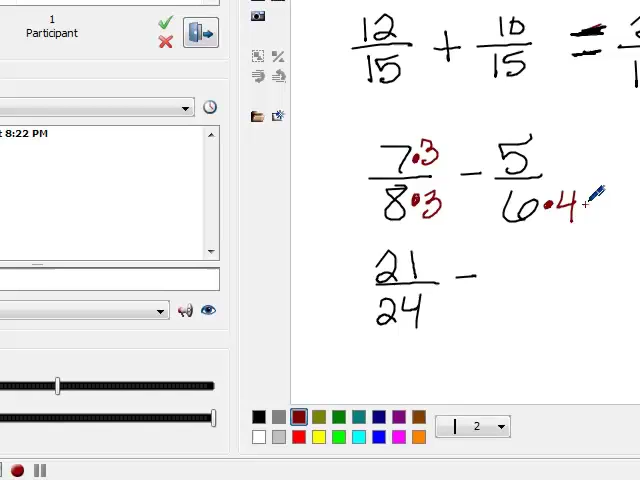 1
Participant
t 8:22 PM
12/15 + 10/15 =
7·3/8·3 - 5/6·4
21/24 -
2